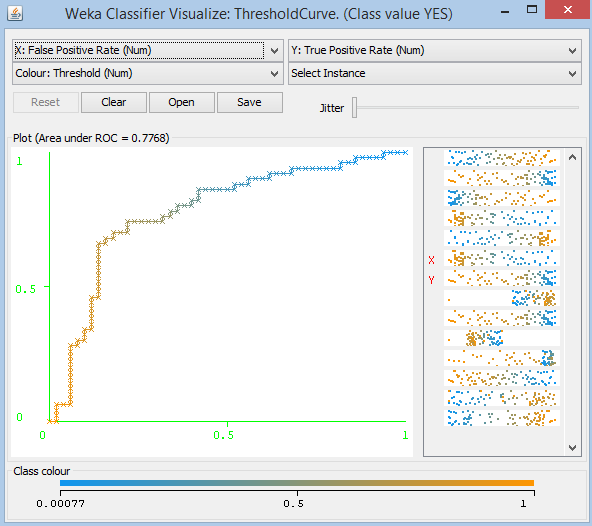 Weka Classifier Visualize: ThresholdCurve. (Class value YES)
X: False Positive Rate (Num) Y: True Positive Rate (Num)
Colour: Threshold (Num) Select Instance
Reset Clear Open Save Jitter
Plot (Area under ROC = 0.7768)
1
X
Y
0.5
0
0 0.5 1
Class colour
0.00077 0.5 1